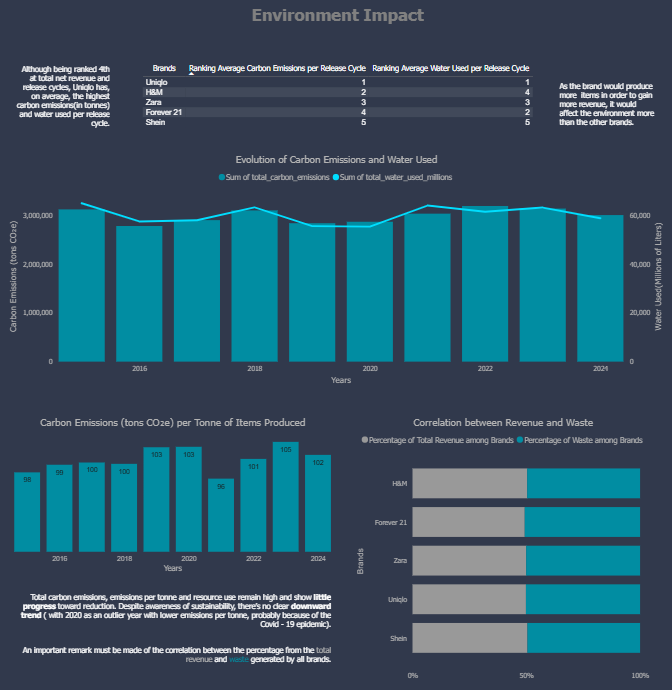 Environment Impact
Although being ranked 4th
at total net revenue and
release cycles, Uniqlo has,
on average, the highest
carbon emissions(in tonnes)
and water used per release
cycle.
Brands Ranking Average Carbon Emissions per Release Cycle Ranking Average Water Used per Release Cycle
Uniqlo 1 1
H&M 2 4
Zara 3 3
Forever 21 4 2
Shein 5 5
As the brand would produce
more items in order to gain
more revenue, it would
affect the environment more
than the other brands.
Evolution of Carbon Emissions and Water Used
Sum of total_carbon_emissions Sum of total_water_used_millions
Carbon Emissions (tons CO2e)
3,000,000
2,000,000
1,000,000
0
60,000
40,000
20,000
0
Water Used(Millions of Liters)
2016 2018 2020 2022 2024
Years
Carbon Emissions (tons CO2e) per Tonne of Items Produced
98 99 100 100 103 103 96 101 105 102
2016 2018 2020 2022 2024
Years
Total carbon emissions, emissions per tonne and resource use remain high and show little
progress toward reduction. Despite awareness of sustainability, there's no clear downward
trend ( with 2020 as an outlier year with lower emissions per tonne, probably because of the
Covid - 19 epidemic).
An important remark must be made of the correlation between the percentage from the total
revenue and waste generated by all brands.
Correlation between Revenue and Waste
Percentage of Total Revenue among Brands Percentage of Waste among Brands
Brands
H&M
Forever 21
Zara
Uniqlo
Shein
0% 50% 100%